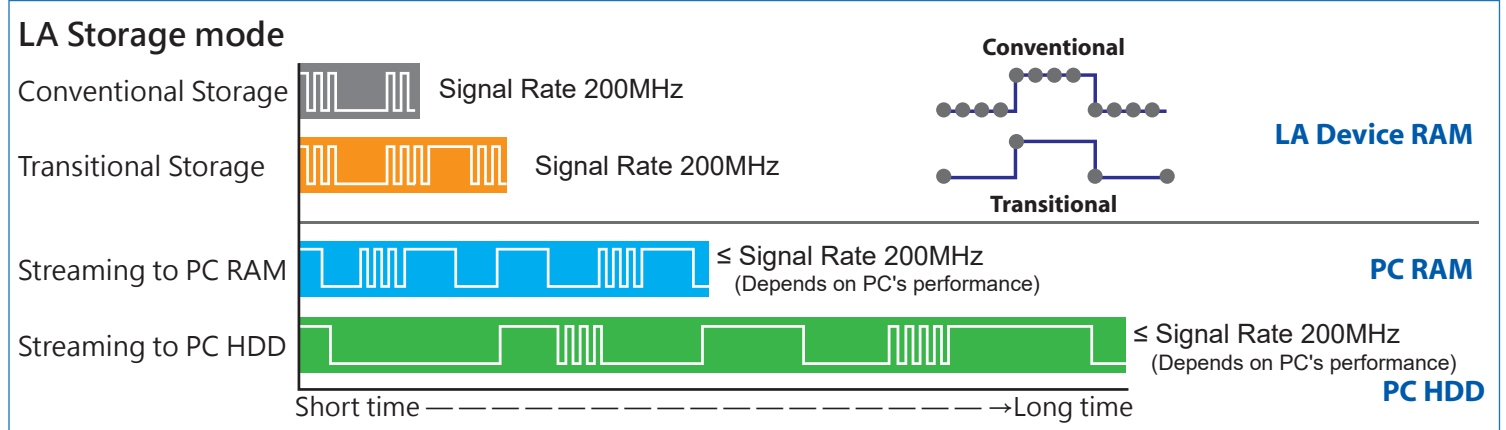 LA Storage mode
Conventional Storage
Signal Rate 200MHz
Conventional
LA Device RAM
Transitional Storage
Signal Rate 200MHz
Transitional
Streaming to PC RAM
≤ Signal Rate 200MHz
(Depends on PC's performance)
PC RAM
Streaming to PC HDD
≤ Signal Rate 200MHz
(Depends on PC's performance)
PC HDD
Short time — — — — — — — — — — — — — — — — →Long time